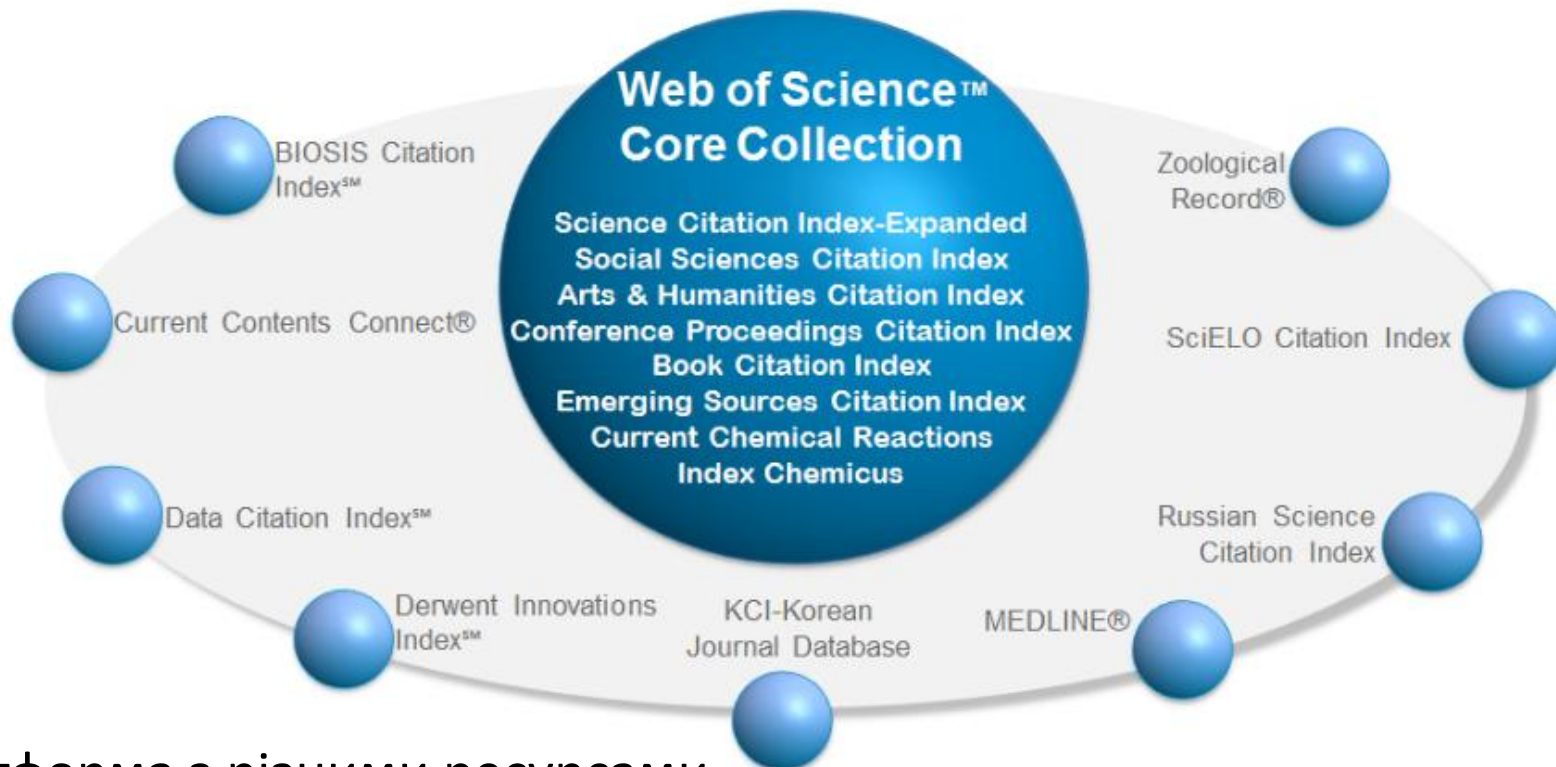 Web of Science™
Core Collection
Science Citation Index-Expanded
Social Sciences Citation Index
Arts & Humanities Citation Index
Conference Proceedings Citation Index
Book Citation Index
Emerging Sources Citation Index
Current Chemical Reactions
Index Chemicus
BIOSIS Citation
Index℠
Current Contents Connect®
Data Citation Index℠
Derwent Innovations
Index℠
KCI-Korean
Journal Database
MEDLINE®
Russian Science
Citation Index
SciELO Citation Index
Zoological
Record®
з різними ресурсами